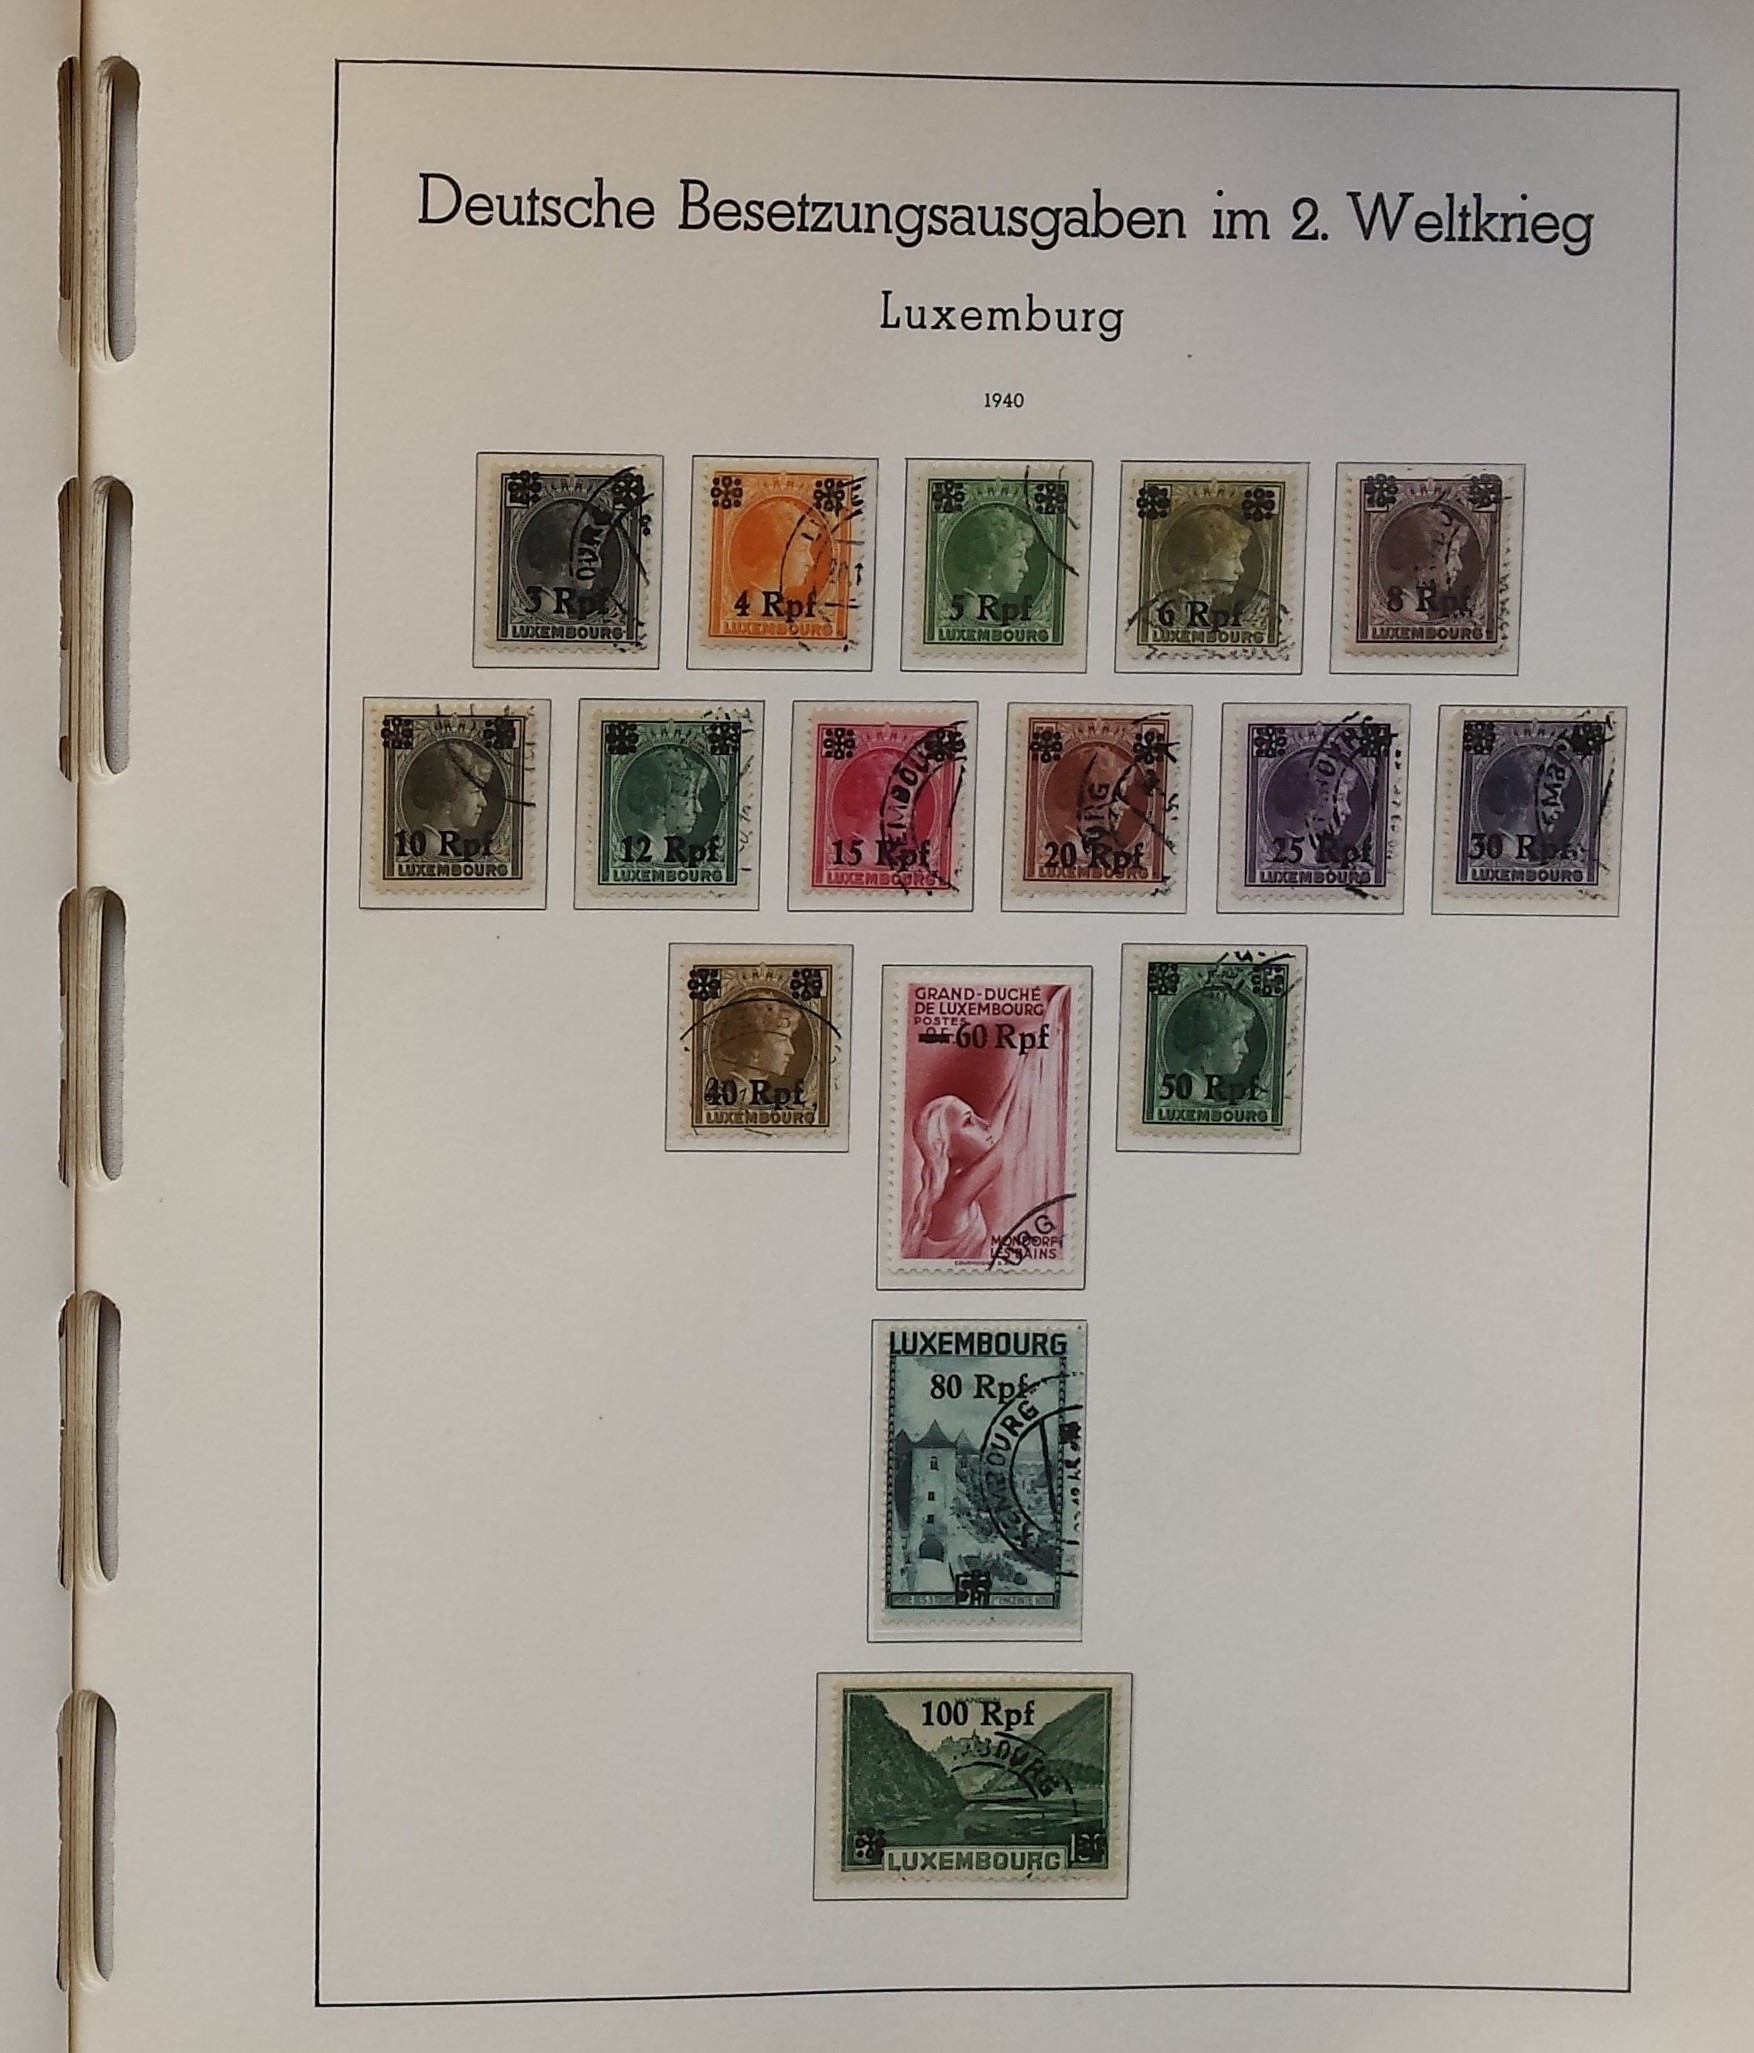 Deutsche Besetzungsausgaben im 2. Weltkrieg
Luxemburg
1940
3 Rpf
LUXEMBOURG
4 Rpf
LUXEMBOURG
5 Rpf
LUXEMBOURG
6 Rpf
LUXEMBOURG
8 Rpf
LUXEMBOURG
10 Rpf
LUXEMBOURG
12 Rpf
LUXEMBOURG
15 Rpf
LUXEMBOURG
20 Rpf
LUXEMBOURG
25 Rpf
LUXEMBOURG
30 Rpf
LUXEMBOURG
40 Rpf
LUXEMBOURG
GRAND-DUCHÉ
DE LUXEMBOURG
POSTES
60 Rpf
MONDORF
LES BAINS
50 Rpf
LUXEMBOURG
LUXEMBOURG
80 Rpf
100 Rpf
LUXEMBOURG